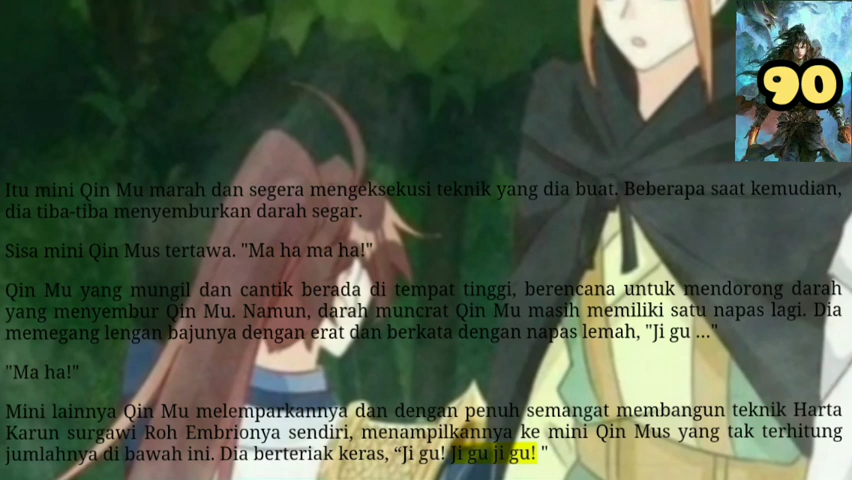 90
Itu mini Qin Mu marah dan segera mengeksekusi teknik yang dia buat. Beberapa saat kemudian,
dia tiba-tiba menyemburkan darah segar.
Sisa mini Qin Mus tertawa. "Ma ha ma ha!"
Qin Mu yang mungil dan cantik berada di tempat tinggi, berencana untuk mendorong darah
yang menyembur Qin Mu. Namun, darah muncrat Qin Mu masih memiliki satu napas lagi. Dia
memegang lengan bajunya dengan erat dan berkata dengan napas lemah, "Ji gu ..."
"Ma ha!"
Mini lainnya Qin Mu melemparkannya dan dengan penuh semangat membangun teknik Harta
Karun surgawi Roh Embrionya sendiri, menampilkannya ke mini Qin Mus yang tak terhitung
jumlahnya di bawah ini. Dia berteriak keras, “Ji gu! Ji gu ji gu! "